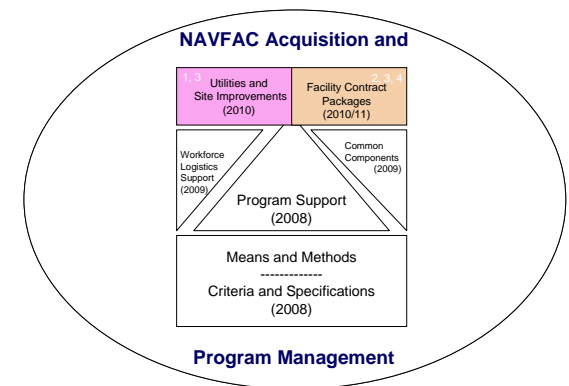 NAVFAC Acquisition and
1, 3
Utilities and
Site Improvements
(2010)
2, 3, 4
Facility Contract
Packages
(2010/11)
Workforce
Logistics
Support
(2009)
Common
Components
(2009)
Program Support
(2008)
Means and Methods
-------------
Criteria and Specifications
(2008)
Program Management